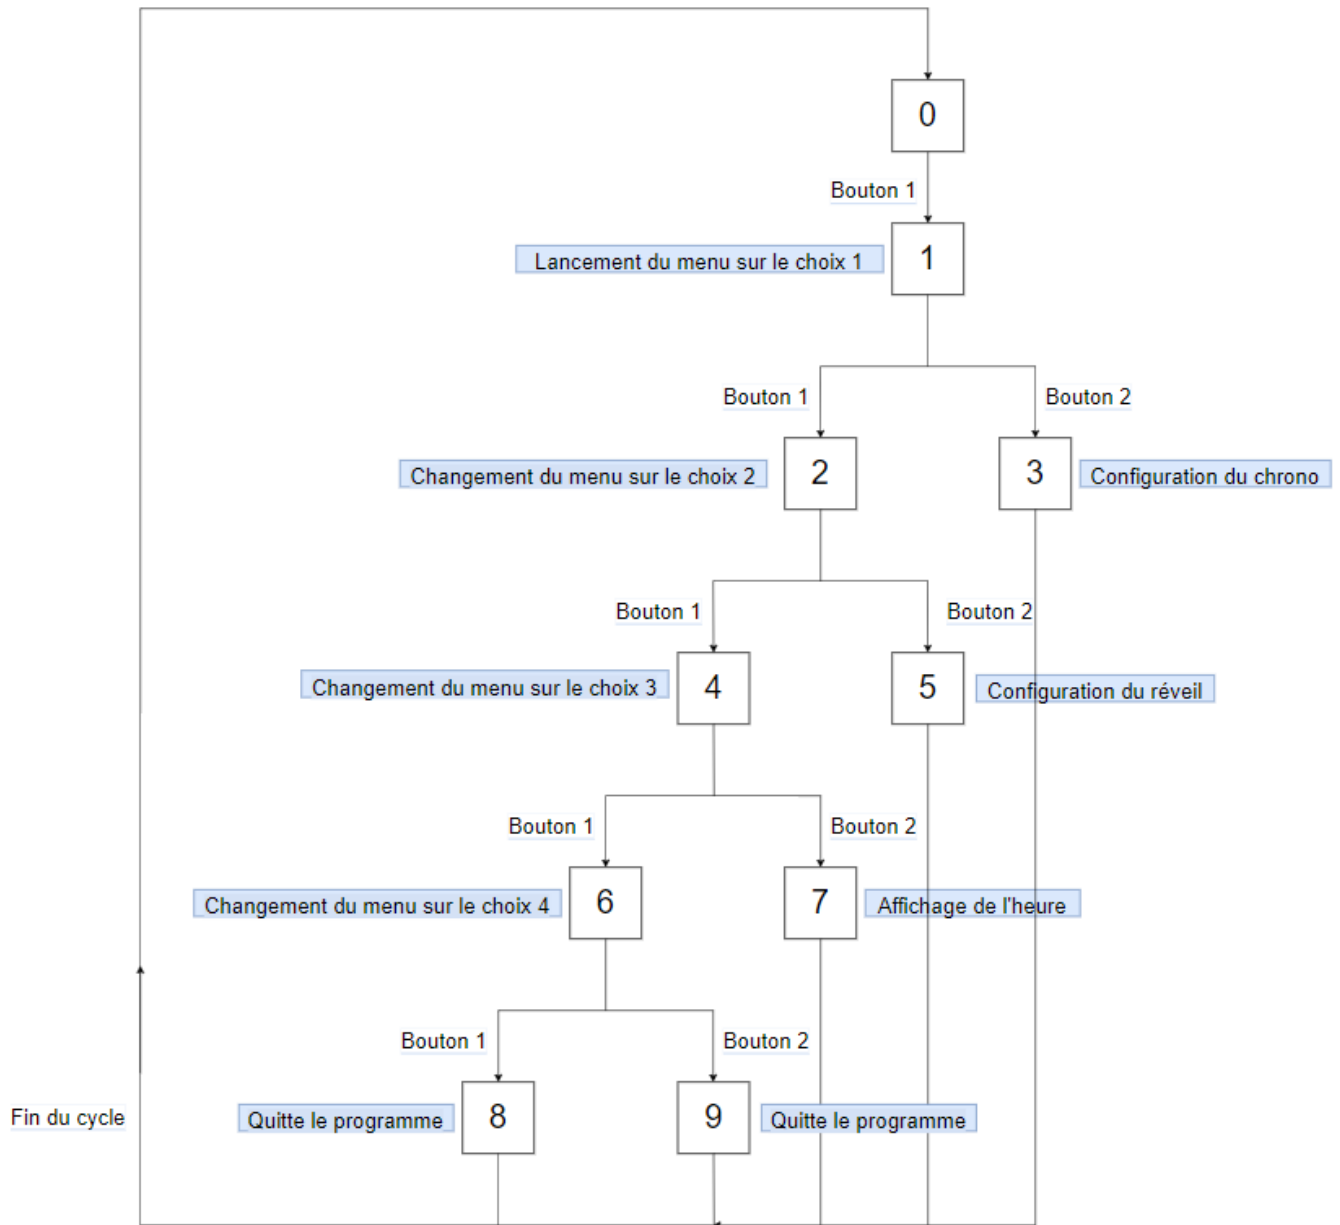 0
Bouton 1
Lancement du menu sur le choix 1
1
Bouton 1
Bouton 2
Changement du menu sur le choix 2
2
3
Configuration du chrono
Bouton 1
Bouton 2
Changement du menu sur le choix 3
4
5
Configuration du réveil
Bouton 1
Bouton 2
Changement du menu sur le choix 4
6
7
Affichage de l'heure
Bouton 1
Bouton 2
Fin du cycle
Quitte le programme
8
9
Quitte le programme